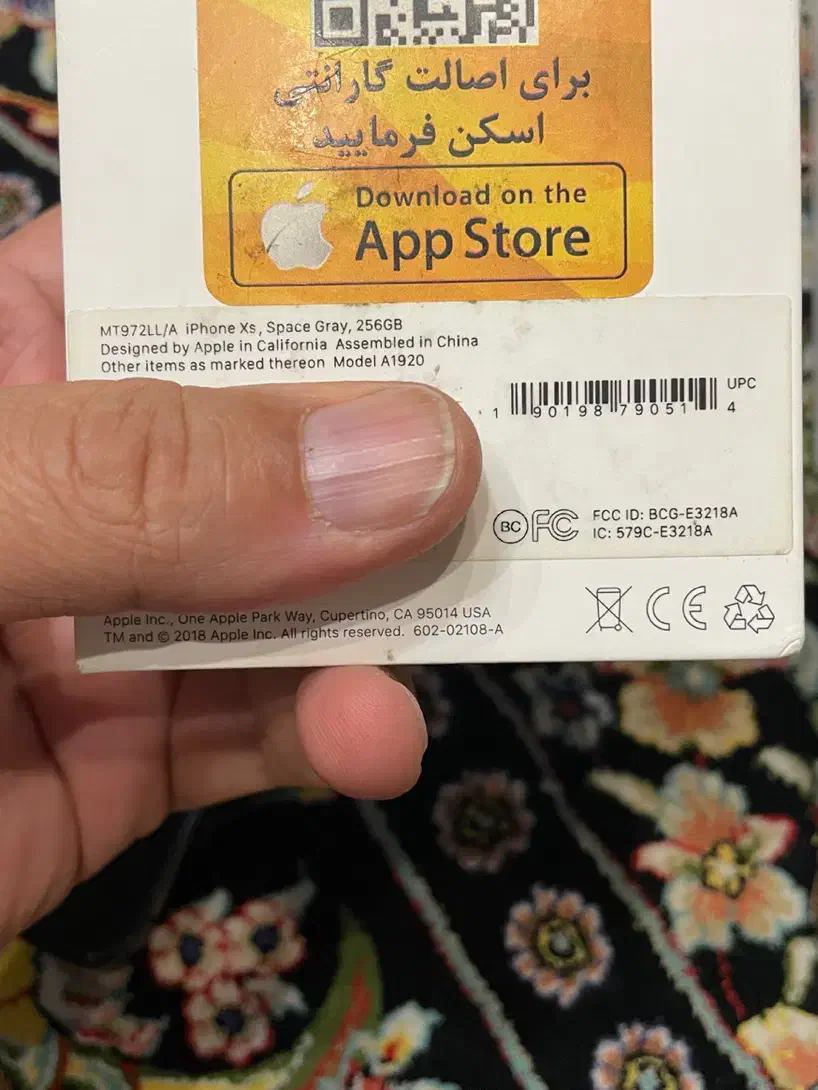 برای اصالت گارانتی
اسکن فرمایید
Download on the
App Store
MT972LL/A iPhone Xs, Space Gray, 256GB
Designed by Apple in California Assembled in China
Other items as marked thereon Model A1920
UPC
1 90198 79051 4
BC FC FCC ID: BCG-E3218A
IC: 579C-E3218A
Apple Inc., One Apple Park Way, Cupertino, CA 95014 USA
TM and © 2018 Apple Inc. All rights reserved. 602-02108-A
CE